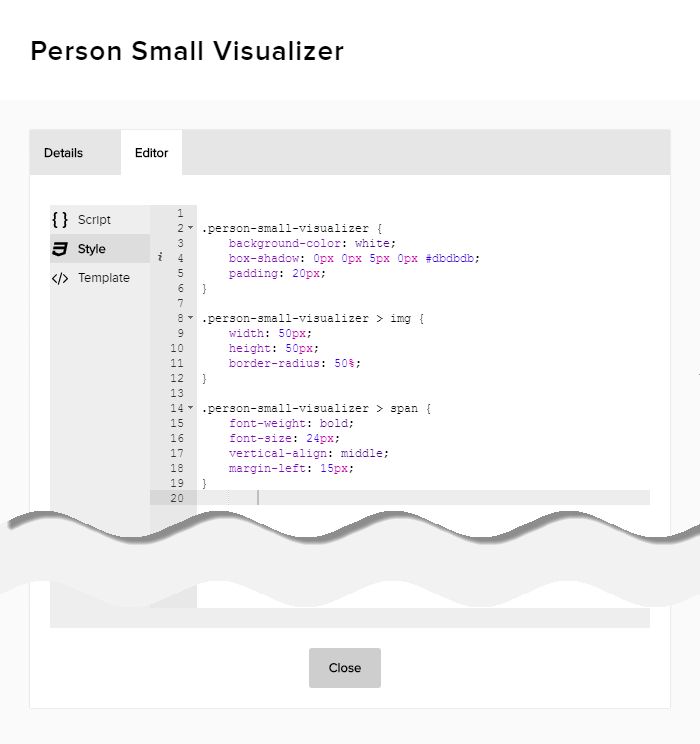 Person Small Visualizer
Details
Editor
{ } Script
Style
</> Template
1
2 .person-small-visualizer {
3 background-color: white;
i 4 box-shadow: 0px 0px 5px 0px #dbdbdb;
5 padding: 20px;
6 }
7
8 .person-small-visualizer > img {
9 width: 50px;
10 height: 50px;
11 border-radius: 50%;
12 }
13
14 .person-small-visualizer > span {
15 font-weight: bold;
16 font-size: 24px;
17 vertical-align: middle;
18 margin-left: 15px;
19 }
20
Close